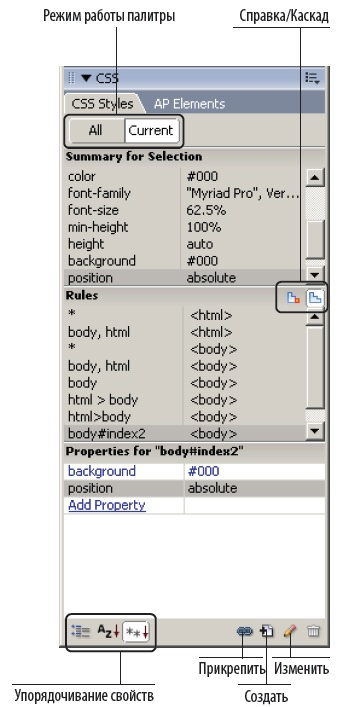 Режим работы палитры
Справка/Каскад
CSS
CSS Styles AP Elements
All Current
Summary for Selection
color #000
font-family "Myriad Pro", Ver...
font-size 62.5%
min-height 100%
height auto
background #000
position absolute
Rules
* <html>
body, html <html>
* <body>
body, html <body>
body <body>
html > body <body>
html>body <body>
body#index2 <body>
Properties for "body#index2"
background #000
position absolute
Add Property
Прикрепить Изменить
Упорядочивание свойств Создать